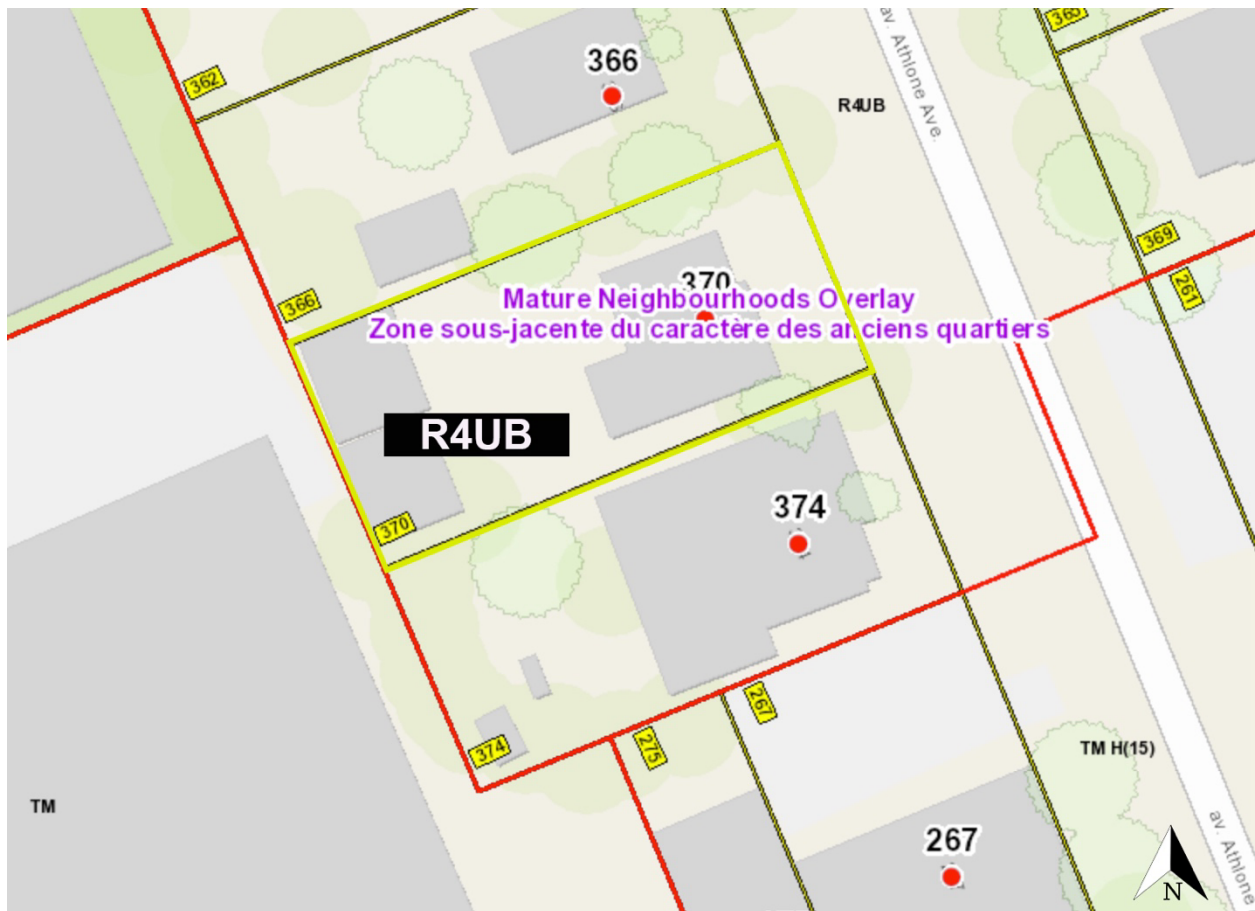 365
av. Athlone Ave.
366
362
R4UB
369
261
370
366
Mature Neighbourhoods Overlay
Zone sous-jacente du caractère des anciens quartiers
R4UB
374
370
267
275
374
TM H(15)
TM
267
av. Athlone
N